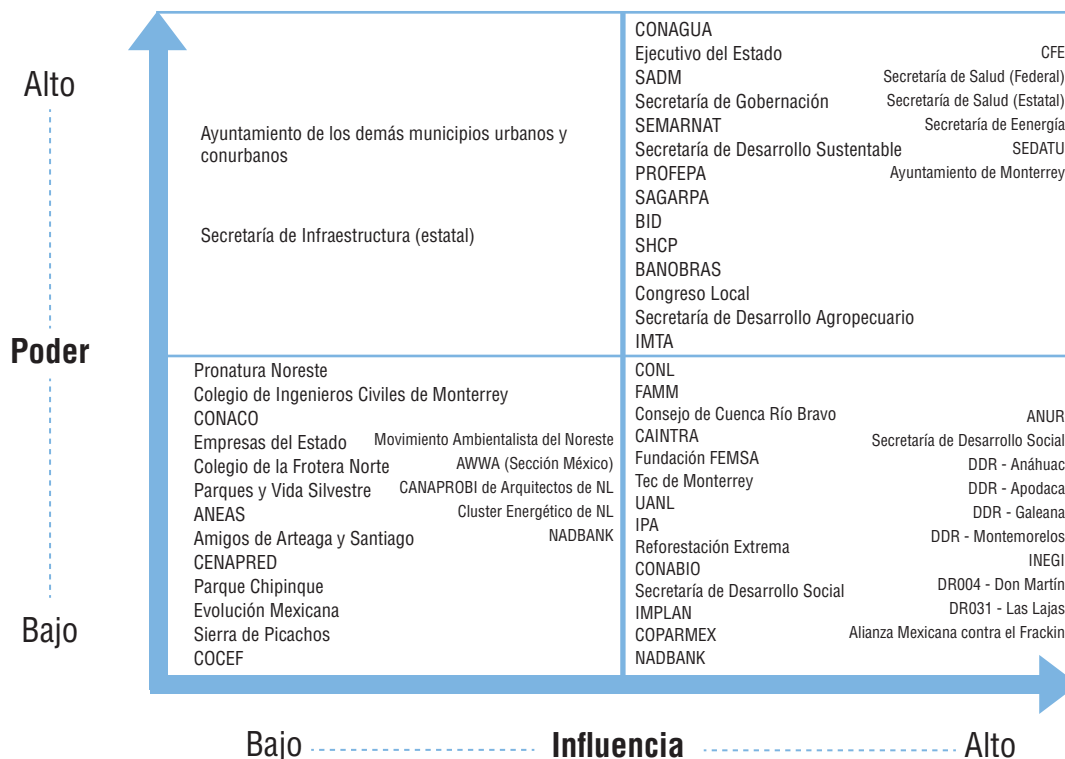 Alto
Poder
Bajo
Ayuntamiento de los demás municipios urbanos y
conurbanos
Secretaría de Infraestructura (estatal)
CONAGUA
Ejecutivo del Estado
SADM
Secretaría de Gobernación
SEMARNAT
Secretaría de Desarrollo Sustentable
PROFEPA
SAGARPA
BID
SHCP
BANOBRAS
Congreso Local
Secretaría de Desarrollo Agropecuario
IMTA
CFE
Secretaría de Salud (Federal)
Secretaría de Salud (Estatal)
Secretaría de Eenergía
SEDATU
Ayuntamiento de Monterrey
Pronatura Noreste
Colegio de Ingenieros Civiles de Monterrey
CONACO
Empresas del Estado
Colegio de la Frotera Norte
Parques y Vida Silvestre
ANEAS
Amigos de Arteaga y Santiago
CENAPRED
Parque Chipinque
Evolución Mexicana
Sierra de Picachos
COCEF
Movimiento Ambientalista del Noreste
AWWA (Sección México)
CANAPROBI de Arquitectos de NL
Cluster Energético de NL
NADBANK
CONL
FAMM
Consejo de Cuenca Río Bravo
CAINTRA
Fundación FEMSA
Tec de Monterrey
UANL
IPA
Reforestación Extrema
CONABIO
Secretaría de Desarrollo Social
IMPLAN
COPARMEX
NADBANK
ANUR
Secretaría de Desarrollo Social
DDR - Anáhuac
DDR - Apodaca
DDR - Galeana
DDR - Montemorelos
INEGI
DR004 - Don Martín
DR031 - Las Lajas
Alianza Mexicana contra el Frackin
Bajo
Influencia
Alto